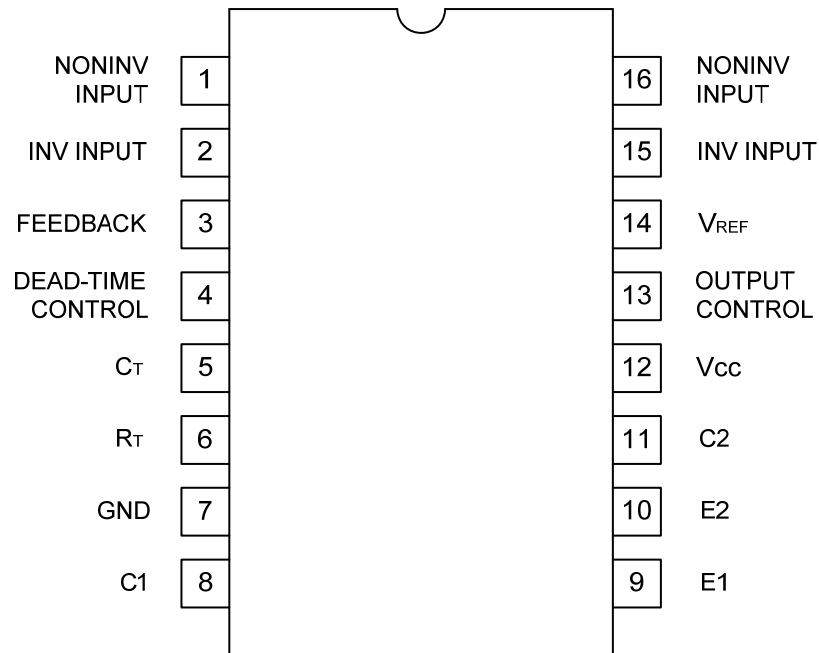 NONINV
INPUT
1
INV INPUT
2
FEEDBACK
3
DEAD-TIME
CONTROL
4
CT
5
RT
6
GND
7
C1
8
16
NONINV
INPUT
15
INV INPUT
14
VREF
13
OUTPUT
CONTROL
12
Vcc
11
C2
10
E2
9
E1